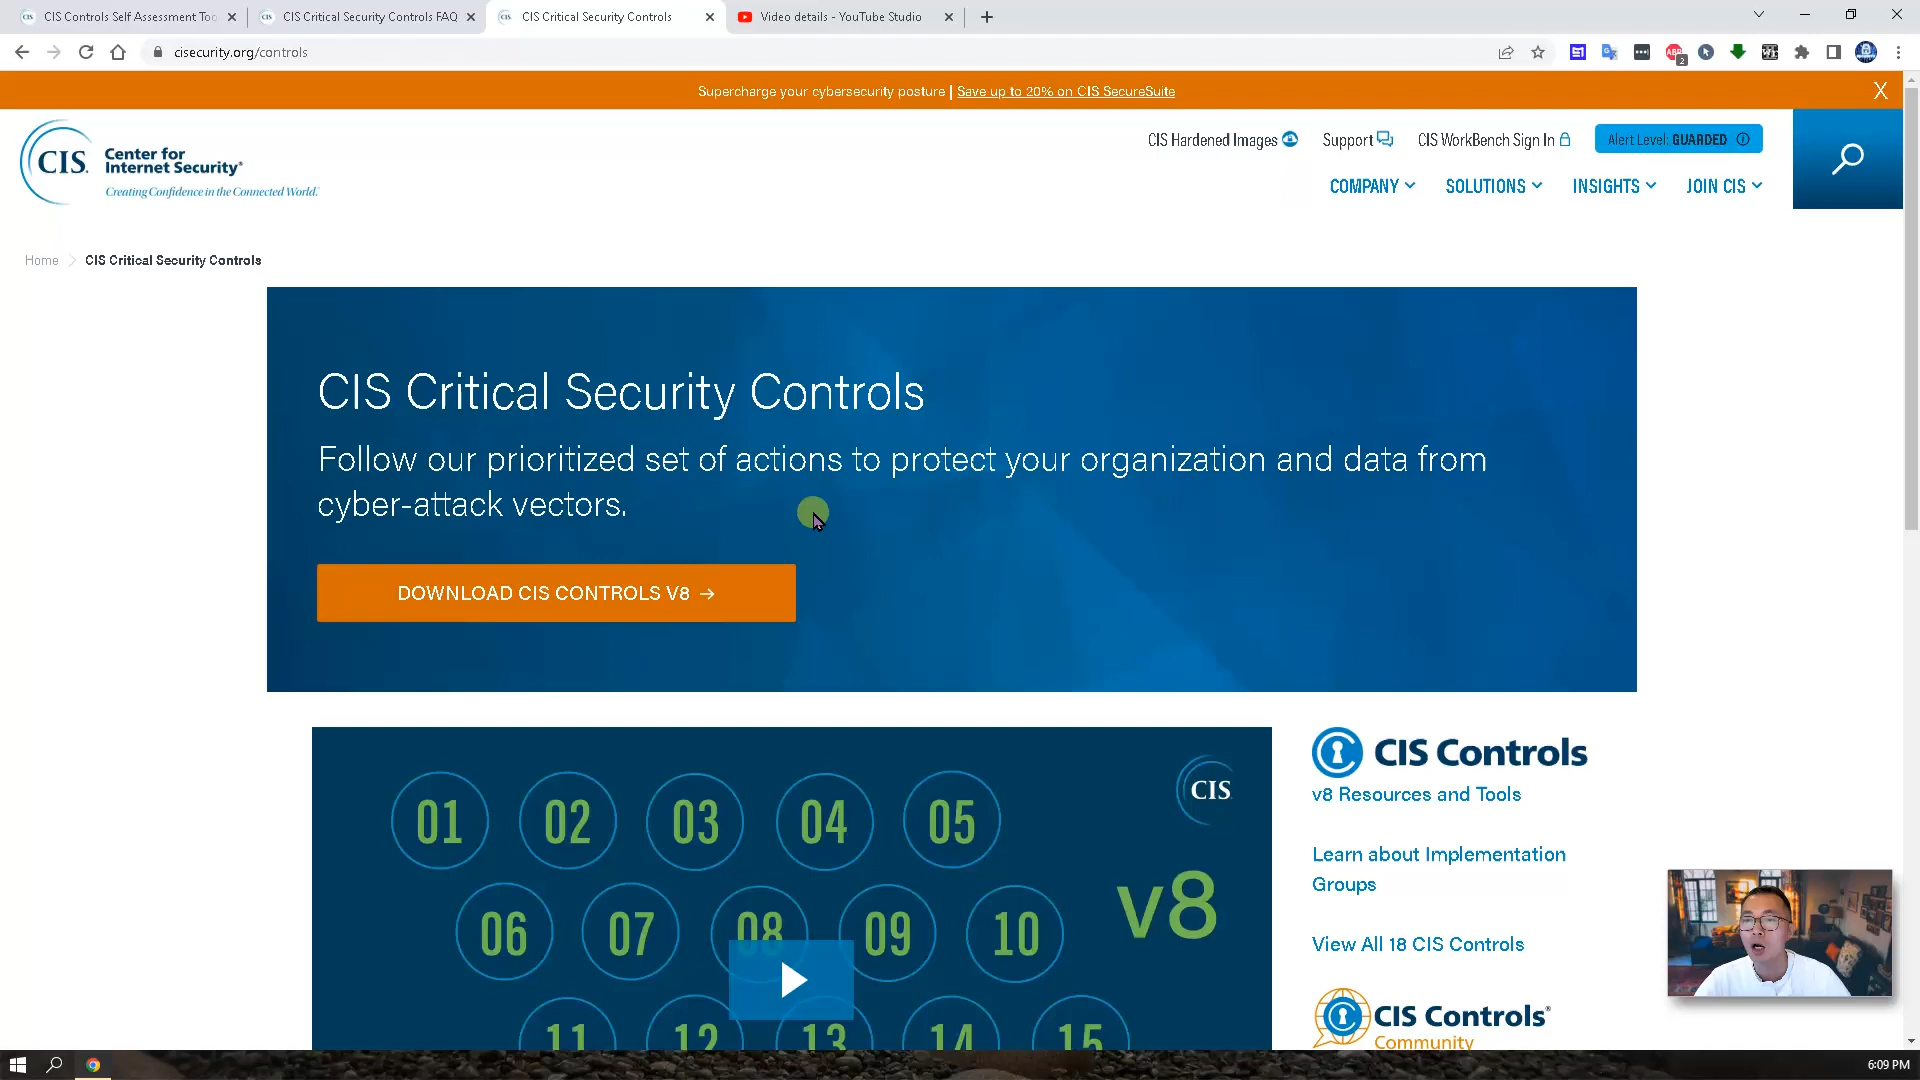 CIS Controls Self Assessment Too
CIS Critical Security Controls FAQ
CIS Critical Security Controls
Video details - YouTube Studio
cisecurity.org/controls
Supercharge your cybersecurity posture | Save up to 20% on CIS SecureSuite
X
CIS Hardened Images
Support
CIS WorkBench Sign In
Alert Level: GUARDED
CIS.
Center for
Internet Security®
Creating Confidence in the Connected World.
COMPANY
SOLUTIONS
INSIGHTS
JOIN CIS
Home
CIS Critical Security Controls
CIS Critical Security Controls
Follow our prioritized set of actions to protect your organization and data from
cyber-attack vectors.
DOWNLOAD CIS CONTROLS V8 →
CIS
01 02 03 04 05
06 07 08 09 10
v8
11 12 13 14 15
CIS Controls
v8 Resources and Tools
Learn about Implementation
Groups
View All 18 CIS Controls
CIS Controls®
Community
6:09 PM